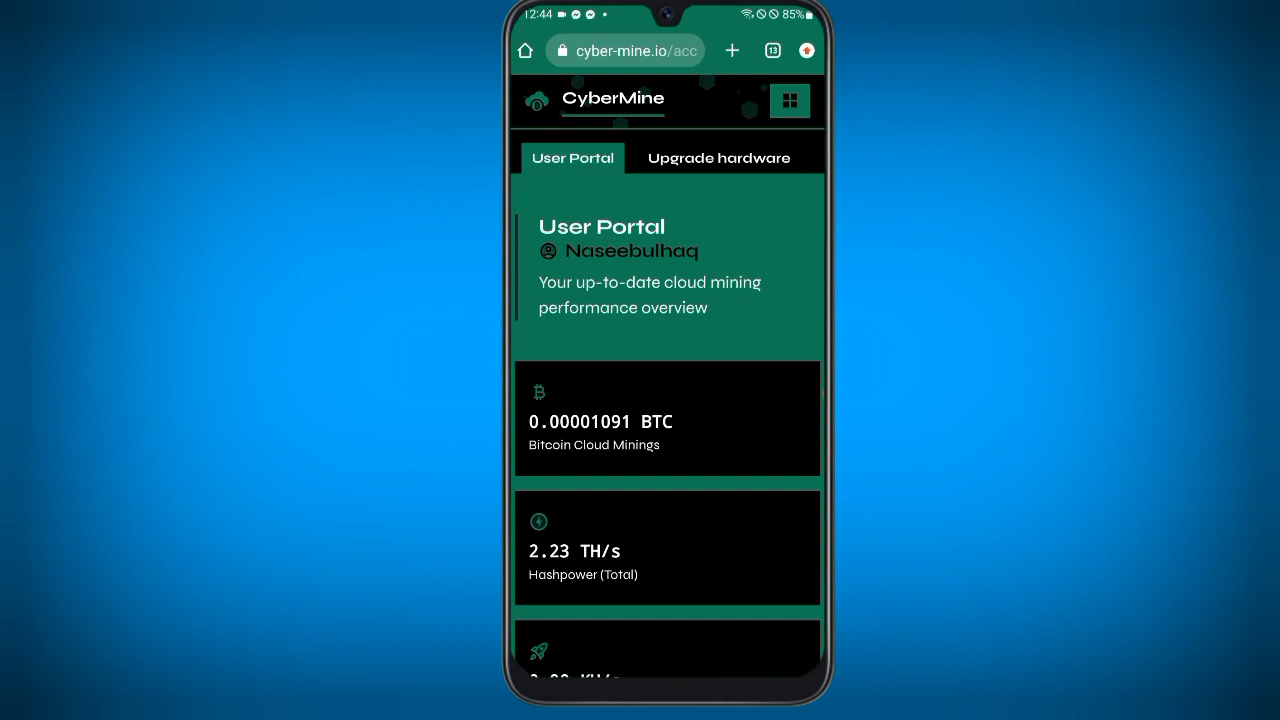 12:44
85%
cyber-mine.io/acc
13
CyberMine
User Portal
Upgrade hardware
User Portal
Naseebulhaq
Your up-to-date cloud mining
performance overview
0.00001091 BTC
Bitcoin Cloud Minings
2.23 TH/s
Hashpower (Total)